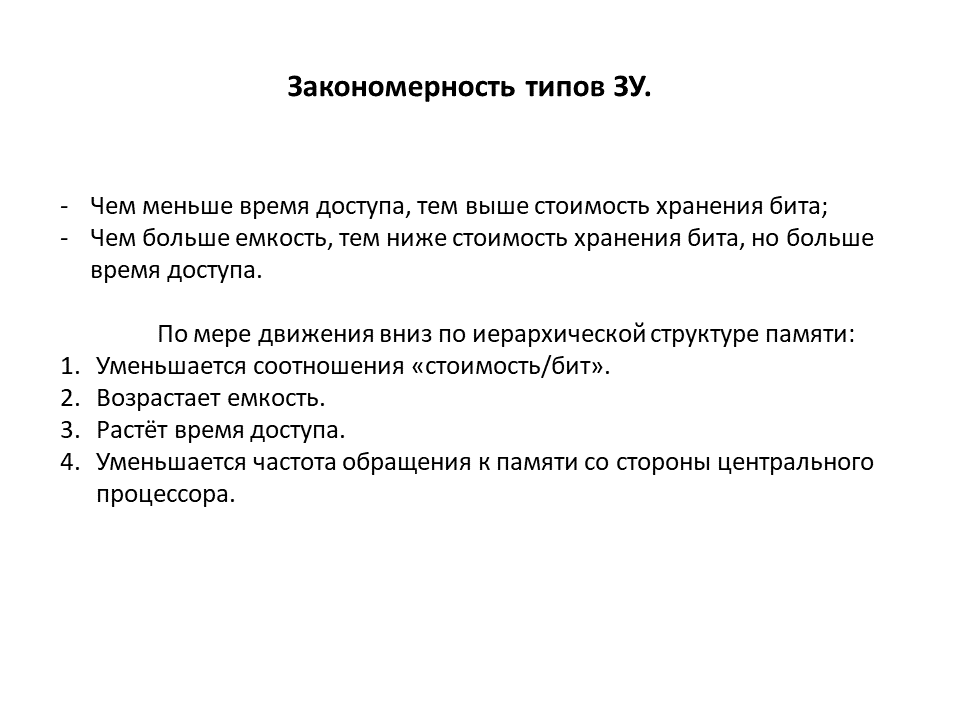 Закономерность типов ЗУ.
- Чем меньше время доступа, тем выше стоимость хранения бита;
- Чем больше емкость, тем ниже стоимость хранения бита, но больше
время доступа.
По мере движения вниз по иерархической структуре памяти:
1. Уменьшается соотношения «стоимость/бит».
2. Возрастает емкость.
3. Растёт время доступа.
4. Уменьшается частота обращения к памяти со стороны центрального
процессора.